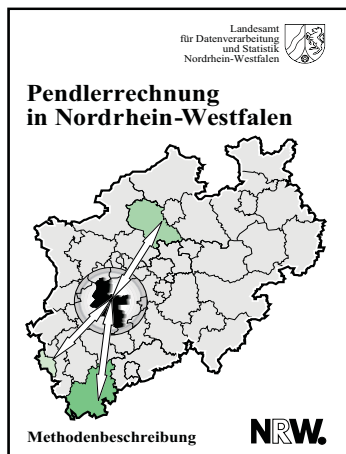 Landesamt
für Datenverarbeitung
und Statistik
Nordrhein-Westfalen
Pendlerrechnung
in Nordrhein-Westfalen
Methodenbeschreibung
NRW.